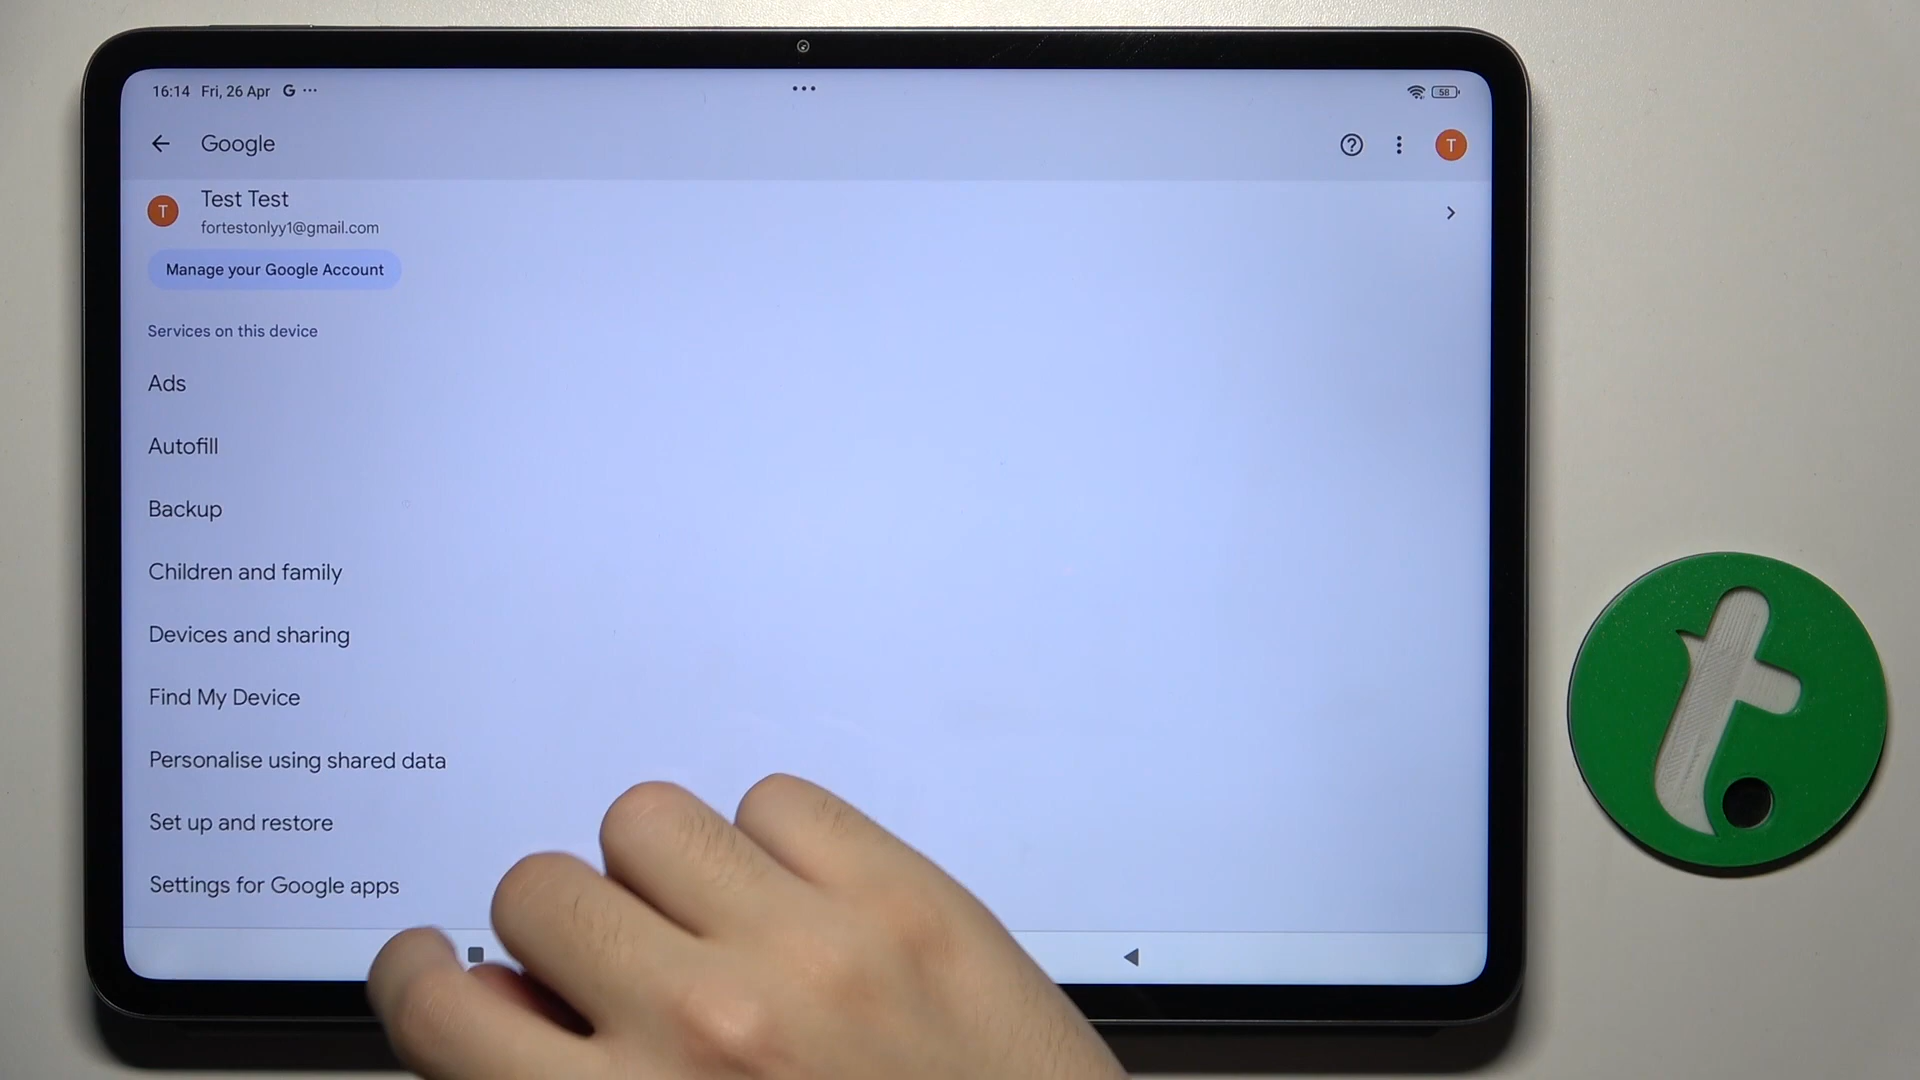 16:14 Fri, 26 Apr G
58
Google
T
T
Test Test
fortestonlyy1@gmail.com
Manage your Google Account
Services on this device
Ads
Autofill
Backup
Children and family
Devices and sharing
Find My Device
Personalise using shared data
Set up and restore
Settings for Google apps
t